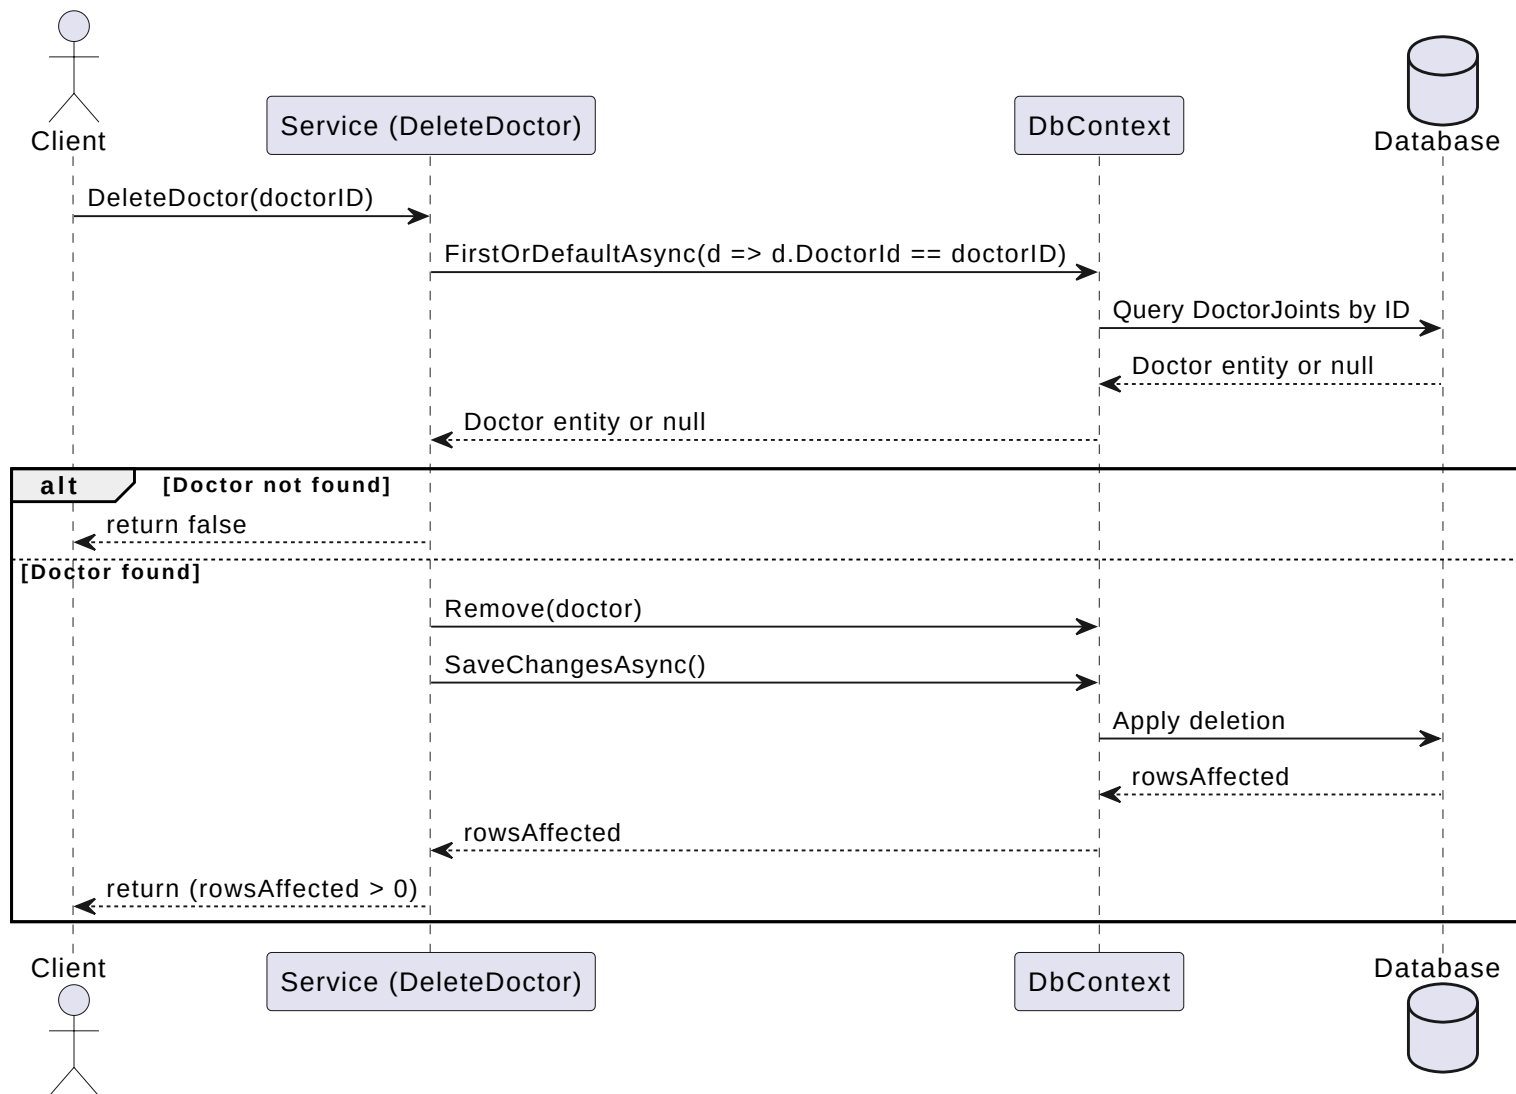 Client
Service (DeleteDoctor)
DbContext
Database
DeleteDoctor(doctorID)
FirstOrDefaultAsync(d => d.DoctorId == doctorID)
Query DoctorJoints by ID
Doctor entity or null
Doctor entity or null
alt [Doctor not found]
return false
[Doctor found]
Remove(doctor)
SaveChangesAsync()
Apply deletion
rowsAffected
rowsAffected
return (rowsAffected > 0)
Client
Service (DeleteDoctor)
DbContext
Database